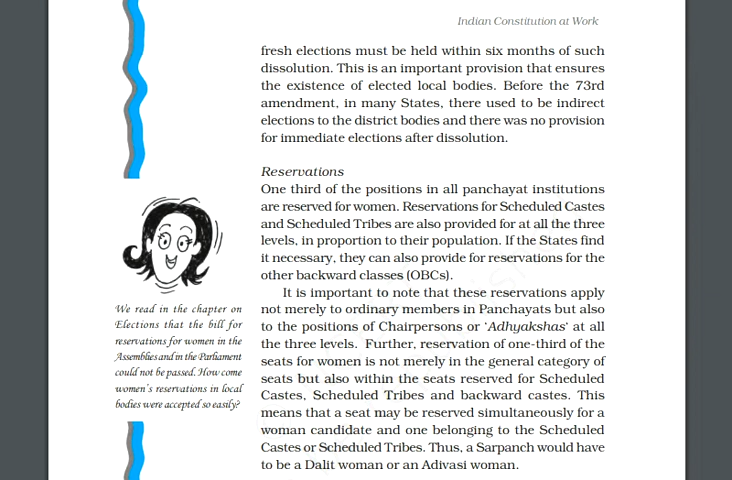 Indian Constitution at Work
fresh elections must be held within six months of such
dissolution. This is an important provision that ensures
the existence of elected local bodies. Before the 73rd
amendment, in many States, there used to be indirect
elections to the district bodies and there was no provision
for immediate elections after dissolution.
Reservations
One third of the positions in all panchayat institutions
are reserved for women. Reservations for Scheduled Castes
and Scheduled Tribes are also provided for at all the three
levels, in proportion to their population. If the States find
it necessary, they can also provide for reservations for the
other backward classes (OBCs).
It is important to note that these reservations apply
not merely to ordinary members in Panchayats but also
to the positions of Chairpersons or ‘Adhyakshas’ at all
the three levels. Further, reservation of one-third of the
seats for women is not merely in the general category of
seats but also within the seats reserved for Scheduled
Castes, Scheduled Tribes and backward castes. This
means that a seat may be reserved simultaneously for a
woman candidate and one belonging to the Scheduled
Castes or Scheduled Tribes. Thus, a Sarpanch would have
to be a Dalit woman or an Adivasi woman.
We read in the chapter on
Elections that the bill for
reservations for women in the
Assemblies and in the Parliament
could not be passed. How come
women’s reservations in local
bodies were accepted so easily?